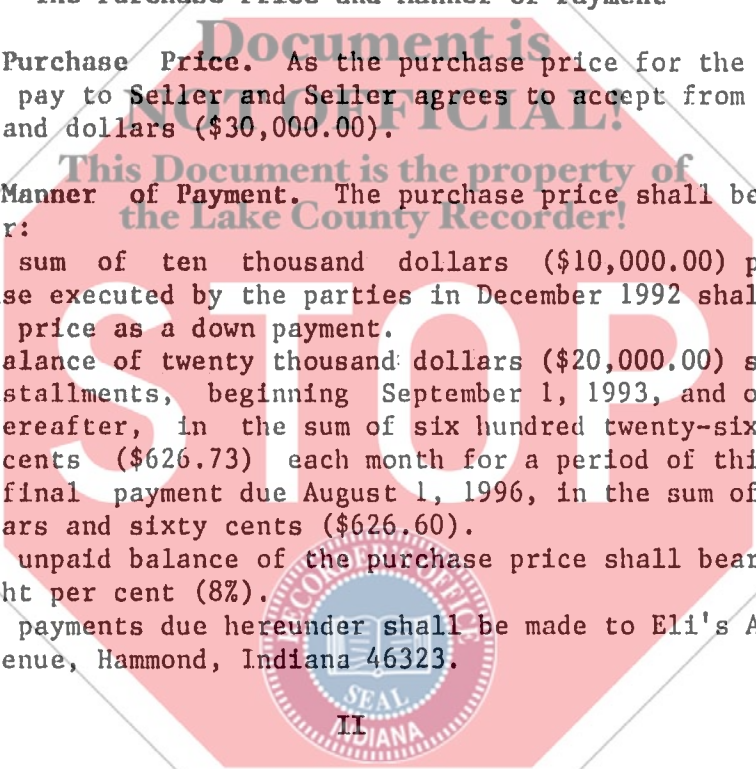 The Purchase Price and Manner of Payment
Document is
Purchase Price. As the purchase price for the
pay to Seller and Seller agrees to accept from
NOT OFFICIAL!
and dollars ($30,000.00).
This Document is the property of
Manner of Payment. The purchase price shall be
the Lake County Recorder!
r:
sum of ten thousand dollars ($10,000.00) p
se executed by the parties in December 1992 shal
price as a down payment.
alance of twenty thousand dollars ($20,000.00) s
stallments, beginning September 1, 1993, and o
ereafter, in the sum of six hundred twenty-six
cents ($626.73) each month for a period of thi
final payment due August 1, 1996, in the sum of
ars and sixty cents ($626.60).
STOP
unpaid balance of the purchase price shall bear
ht per cent (8%).
payments due hereunder shall be made to Eli's A
enue, Hammond, Indiana 46323.
RECORDER'S OFFICE
SEAL
INDIANA
II